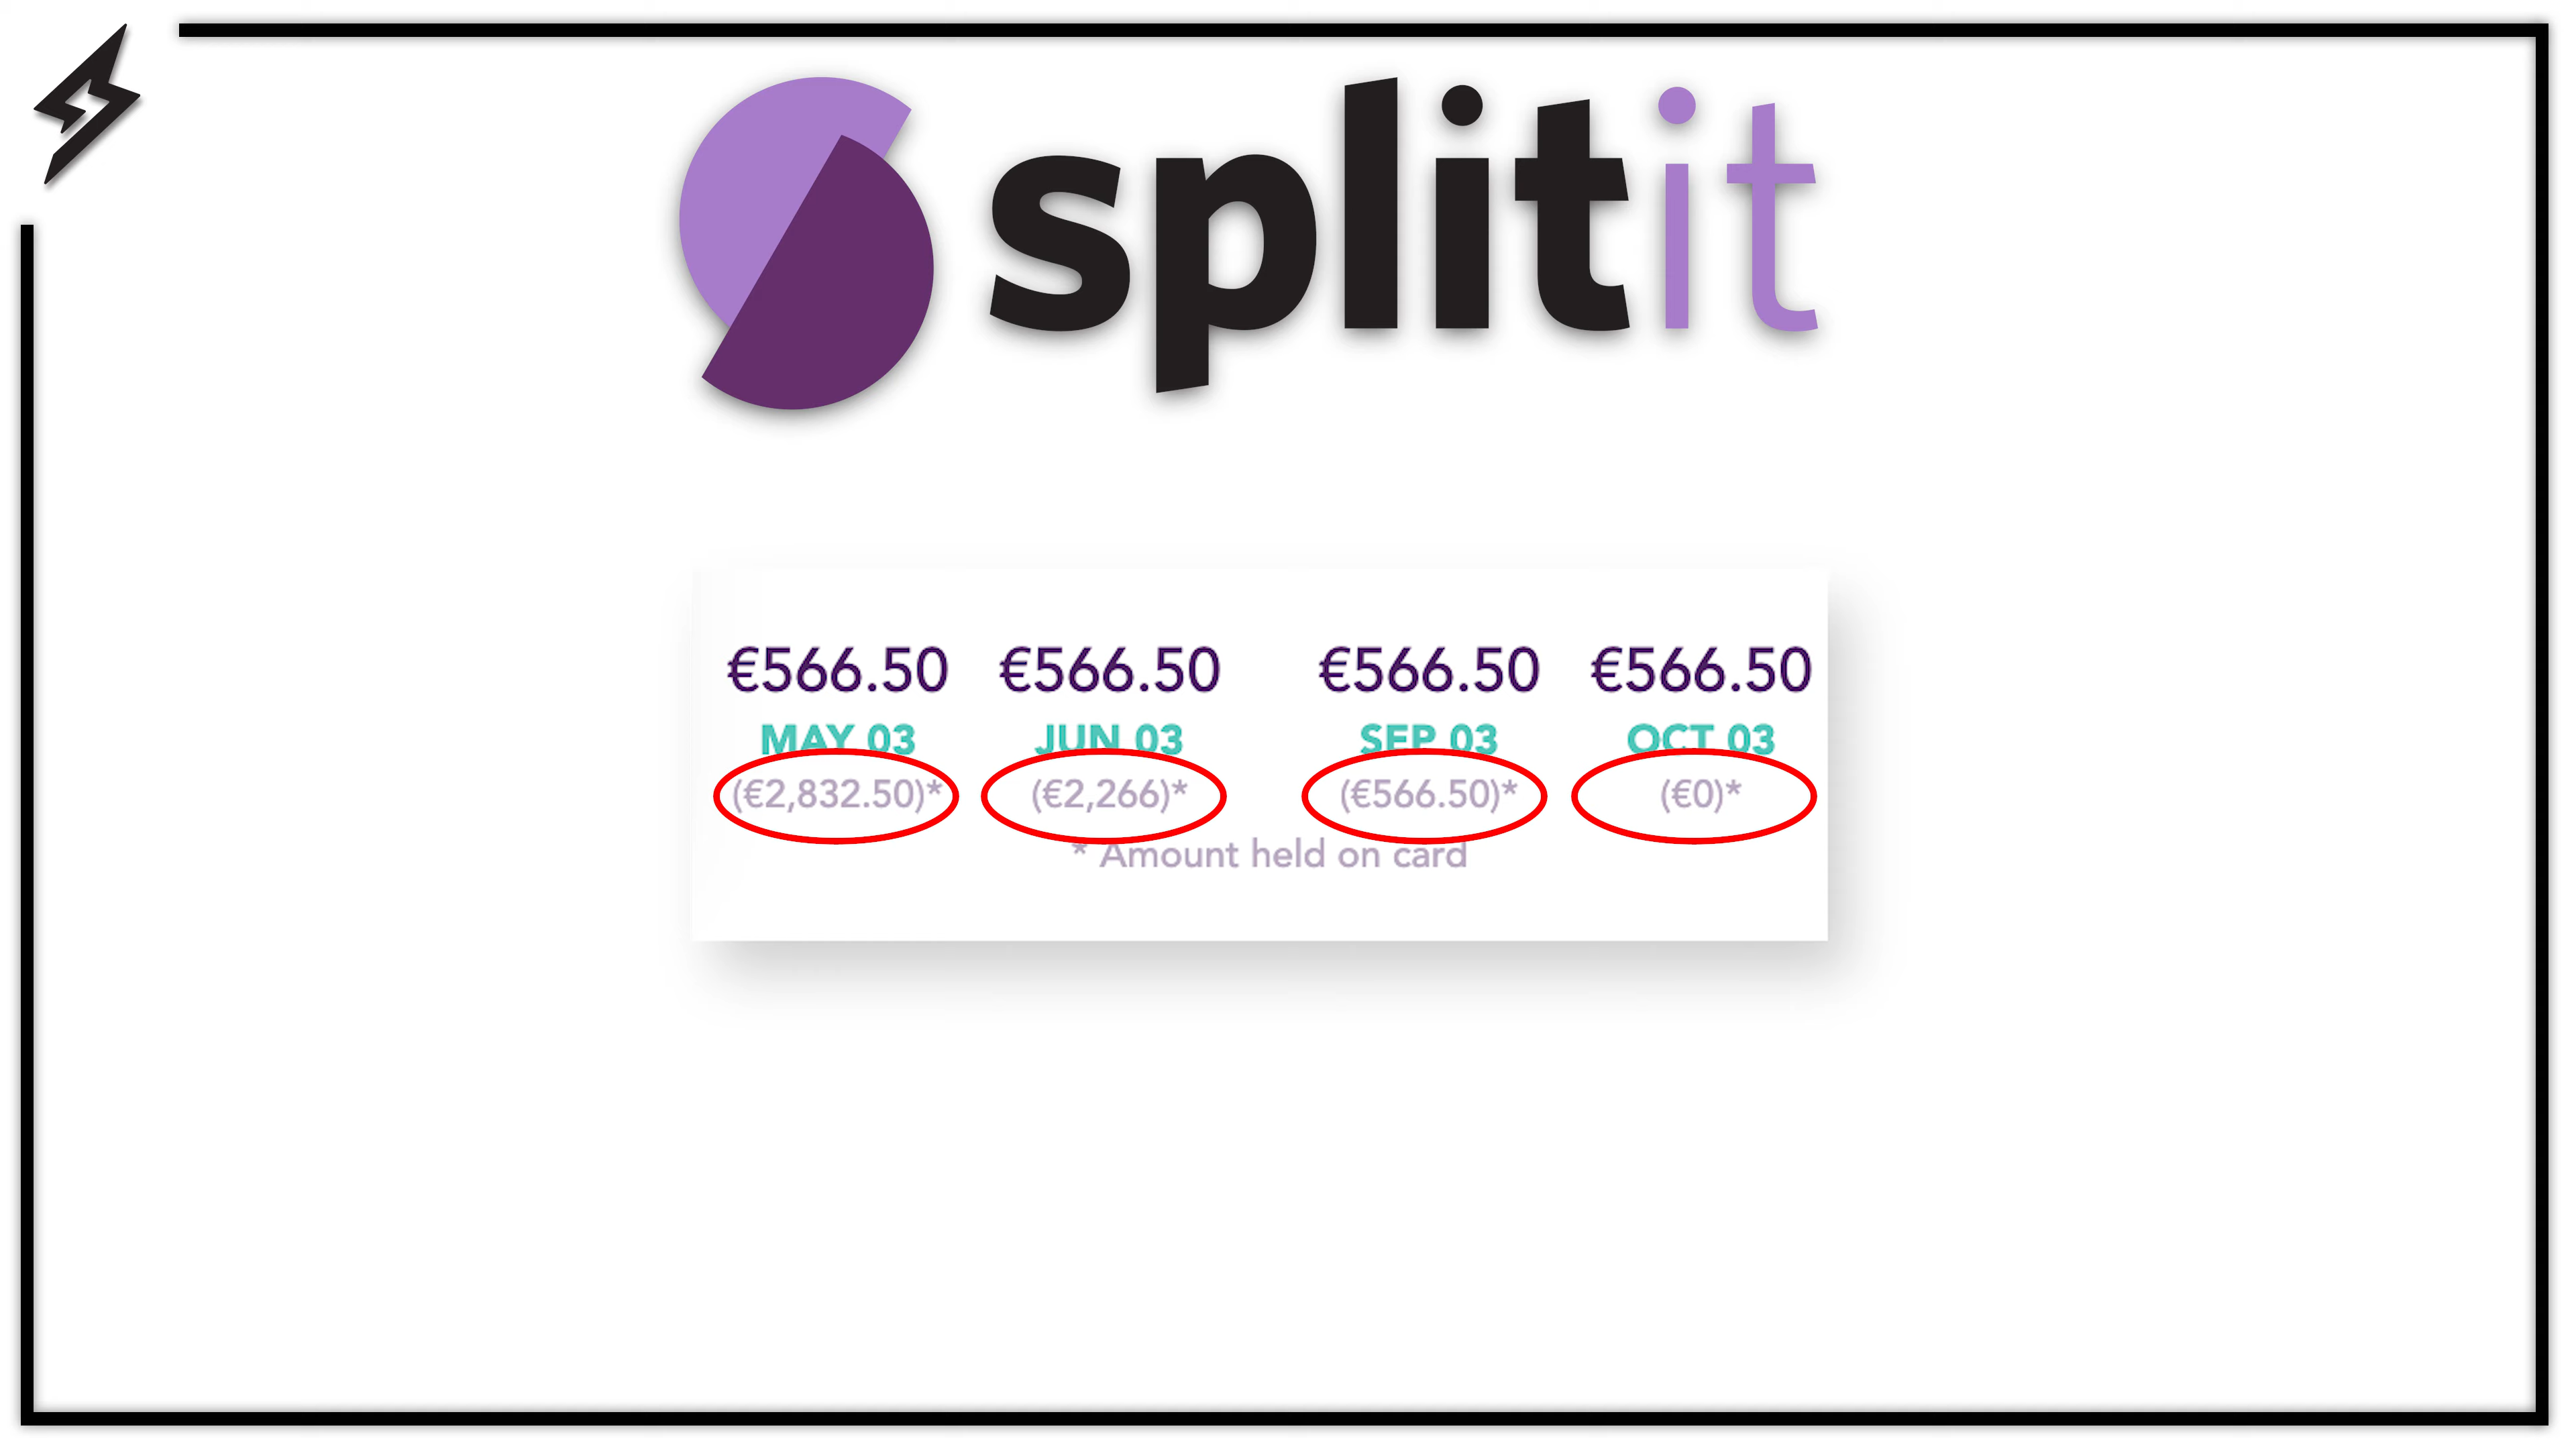 splitit
€566.50 €566.50 €566.50 €566.50
MAY 03 JUN 03 SEP 03 OCT 03
(€2,832.50)* (€2,266)* (€566.50)* (€0)*
* Amount held on card